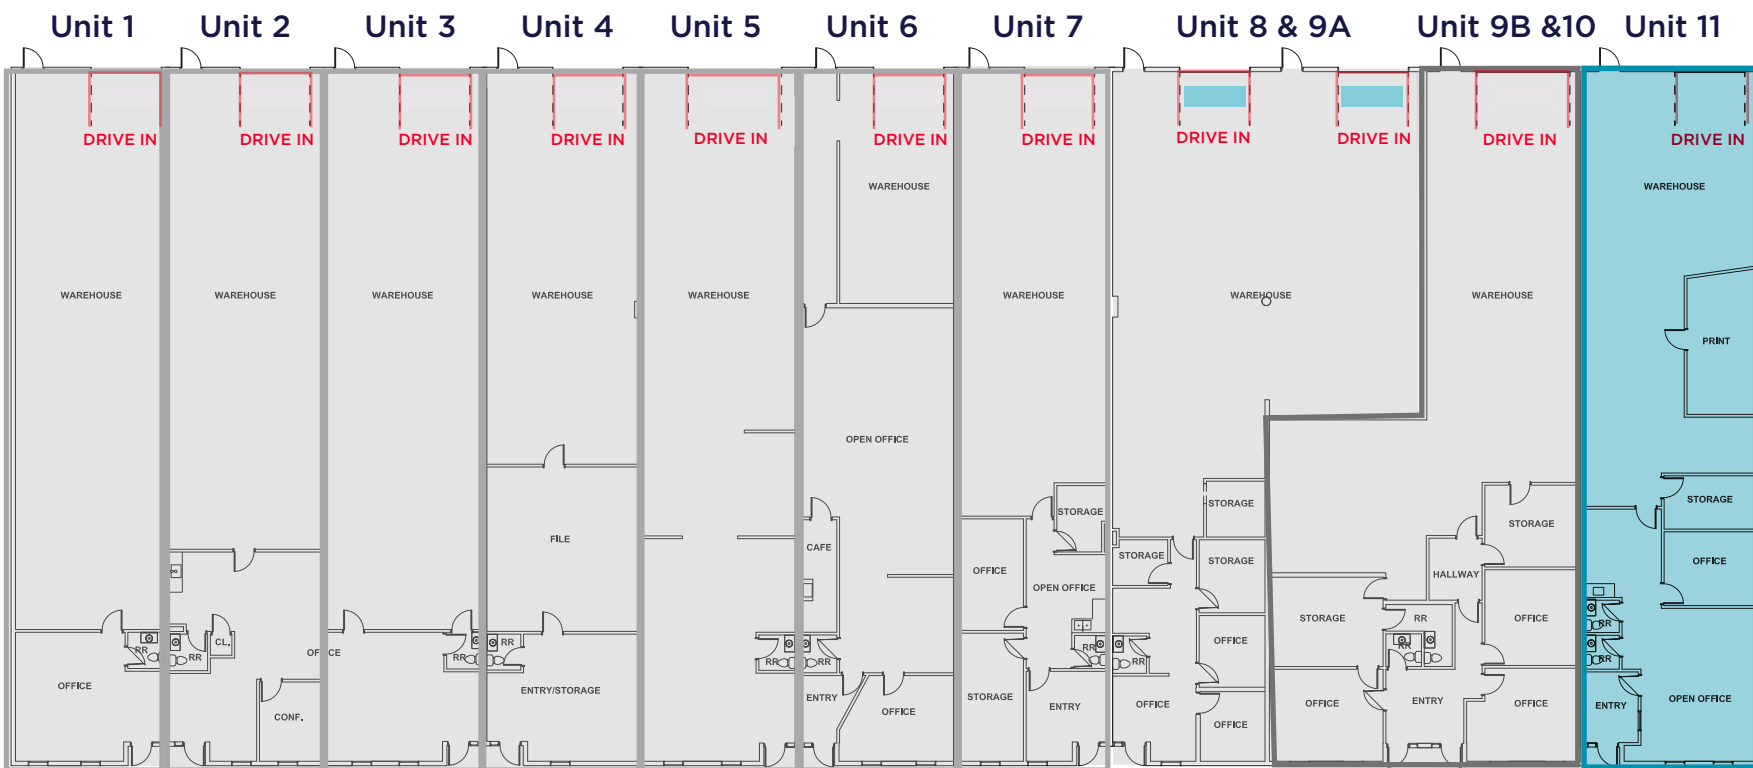 Unit 1 Unit 2 Unit 3 Unit 4 Unit 5 Unit 6 Unit 7 Unit 8 & 9A Unit 9B &10 Unit 11
DRIVE IN DRIVE IN DRIVE IN DRIVE IN DRIVE IN DRIVE IN DRIVE IN DRIVE IN DRIVE IN DRIVE IN DRIVE IN
WAREHOUSE WAREHOUSE
WAREHOUSE WAREHOUSE WAREHOUSE WAREHOUSE WAREHOUSE WAREHOUSE WAREHOUSE WAREHOUSE
PRINT
OPEN OFFICE
STORAGE STORAGE
STORAGE STORAGE
FILE CAFE STORAGE STORAGE OFFICE
OFFICE HALLWAY
OPEN OFFICE
STORAGE OFFICE RR OFFICE RR
CL. OFFICE RR OFFICE RR RR
RR RR RR RR RR RR RR RR
OFFICE ENTRY/STORAGE
ENTRY STORAGE OPEN OFFICE
CONF. OFFICE ENTRY OFFICE OFFICE OFFICE ENTRY OFFICE ENTRY